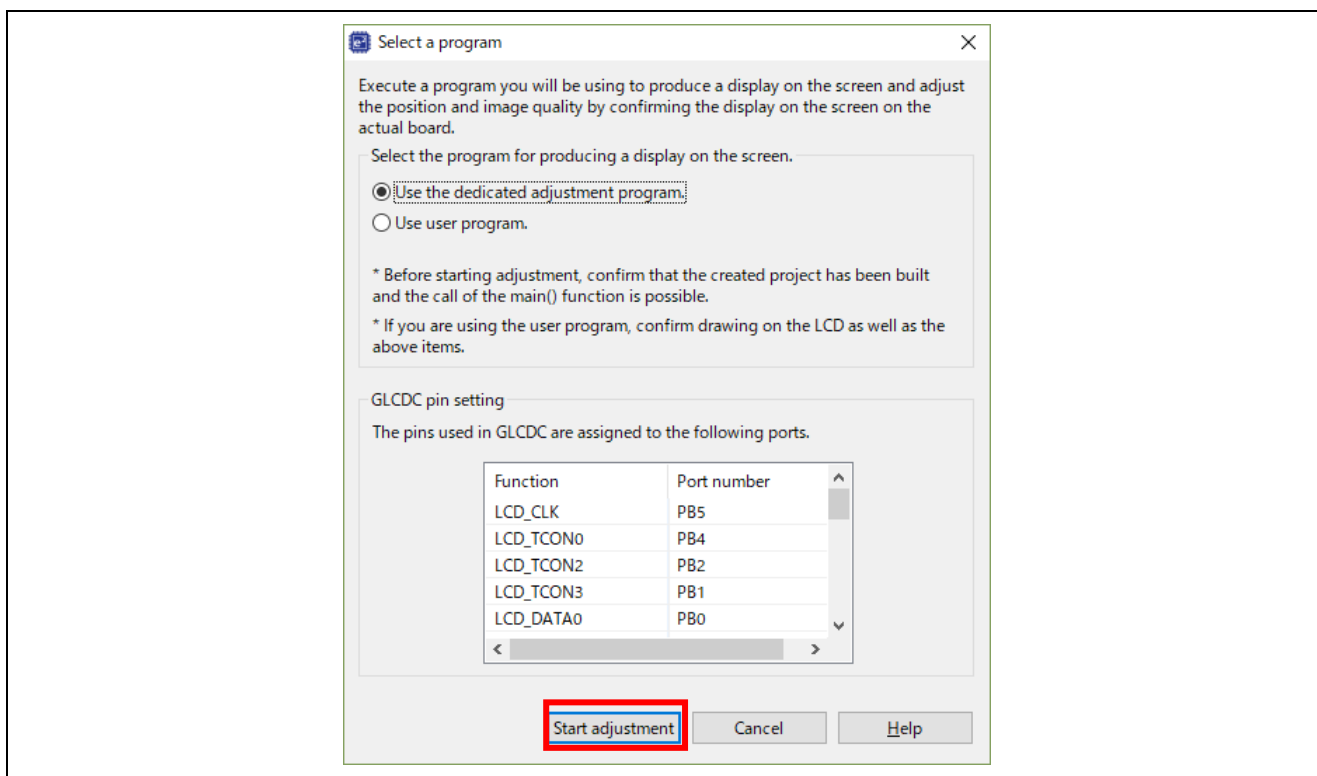 Select a program
Execute a program you will be using to produce a display on the screen and adjust
the position and image quality by confirming the display on the screen on the
actual board.
Select the program for producing a display on the screen.
Use the dedicated adjustment program.
Use user program.
* Before starting adjustment, confirm that the created project has been built
and the call of the main() function is possible.
* If you are using the user program, confirm drawing on the LCD as well as the
above items.
GLCDC pin setting
The pins used in GLCDC are assigned to the following ports.
Function Port number
LCD_CLK PB5
LCD_TCON0 PB4
LCD_TCON2 PB2
LCD_TCON3 PB1
LCD_DATA0 PB0
Start adjustment Cancel Help